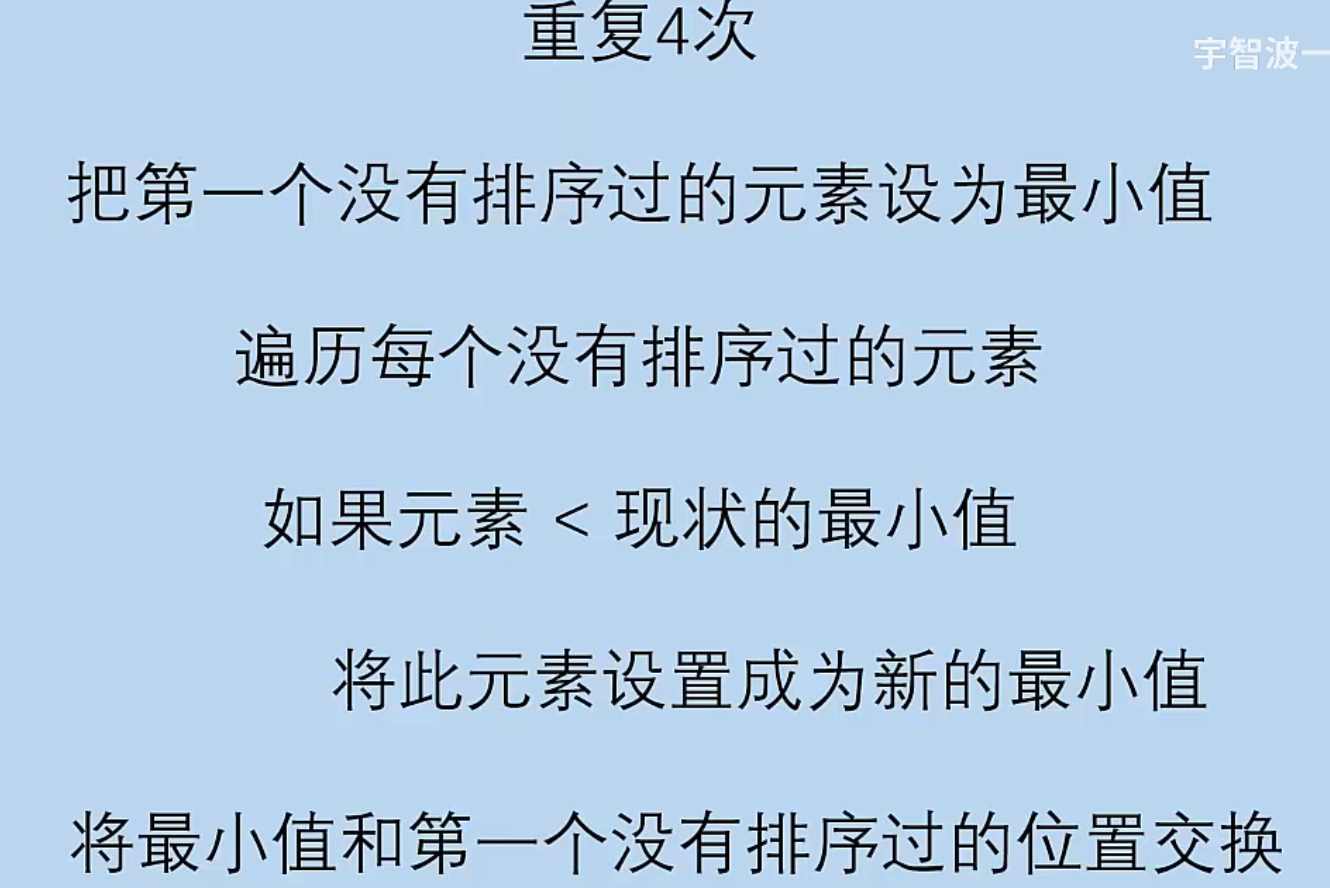 重复4次
宇智波一
把第一个没有排序过的元素设为最小值
遍历每个没有排序过的元素
如果元素 < 现状的最小值
将此元素设置成为新的最小值
将最小值和第一个没有排序过的位置交换